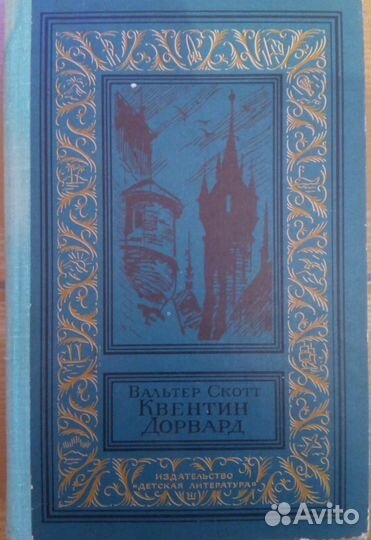 Вальтер Скотт
Квентин
Дорвард
ИЗДАТЕЛЬСТВО
«ДЕТСКАЯ ЛИТЕРАТУРА»
Avito